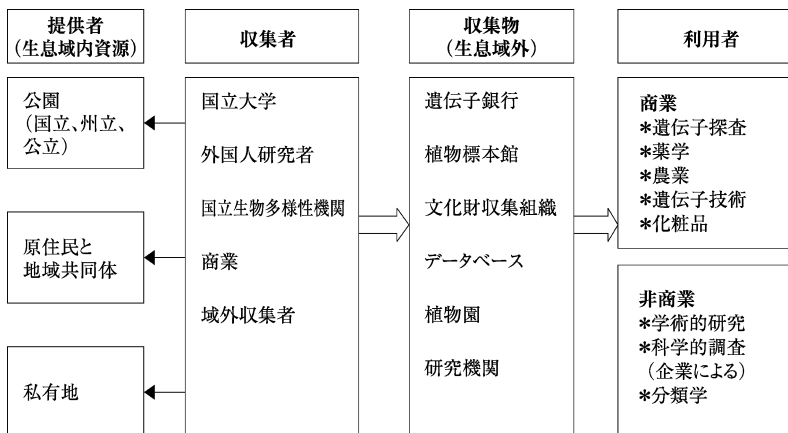 提供者
(生息域内資源)
公園
(国立、州立、
公立)
原住民と
地域共同体
私有地
収集者
国立大学
外国人研究者
国立生物多様性機関
商業
域外収集者
収集物
(生息域外)
遺伝子銀行
植物標本館
文化財収集組織
データベース
植物園
研究機関
利用者
商業
*遺伝子探査
*薬学
*農業
*遺伝子技術
*化粧品
非商業
*学術的研究
*科学的調査
(企業による)
*分類学